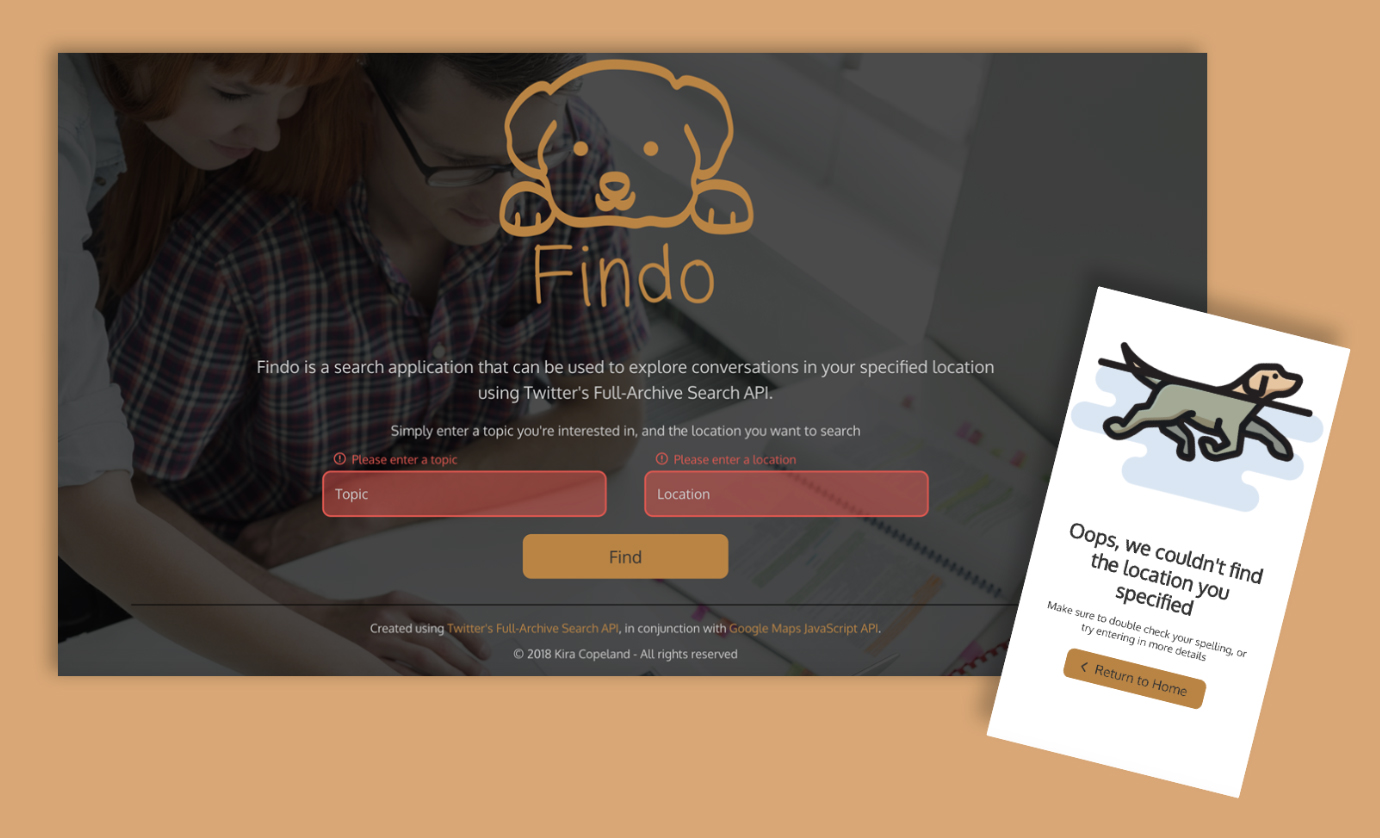 Findo
Findo is a search application that can be used to explore conversations in your specified location
using Twitter's Full-Archive Search API.
Simply enter a topic you're interested in, and the location you want to search
Please enter a topic
Please enter a location
Topic
Location
Find
Created using Twitter's Full-Archive Search API, in conjunction with Google Maps JavaScript API.
© 2018 Kira Copeland - All rights reserved
Oops, we couldn't find
the location you
specified
Make sure to double check your spelling, or
try entering in more details
Return to Home